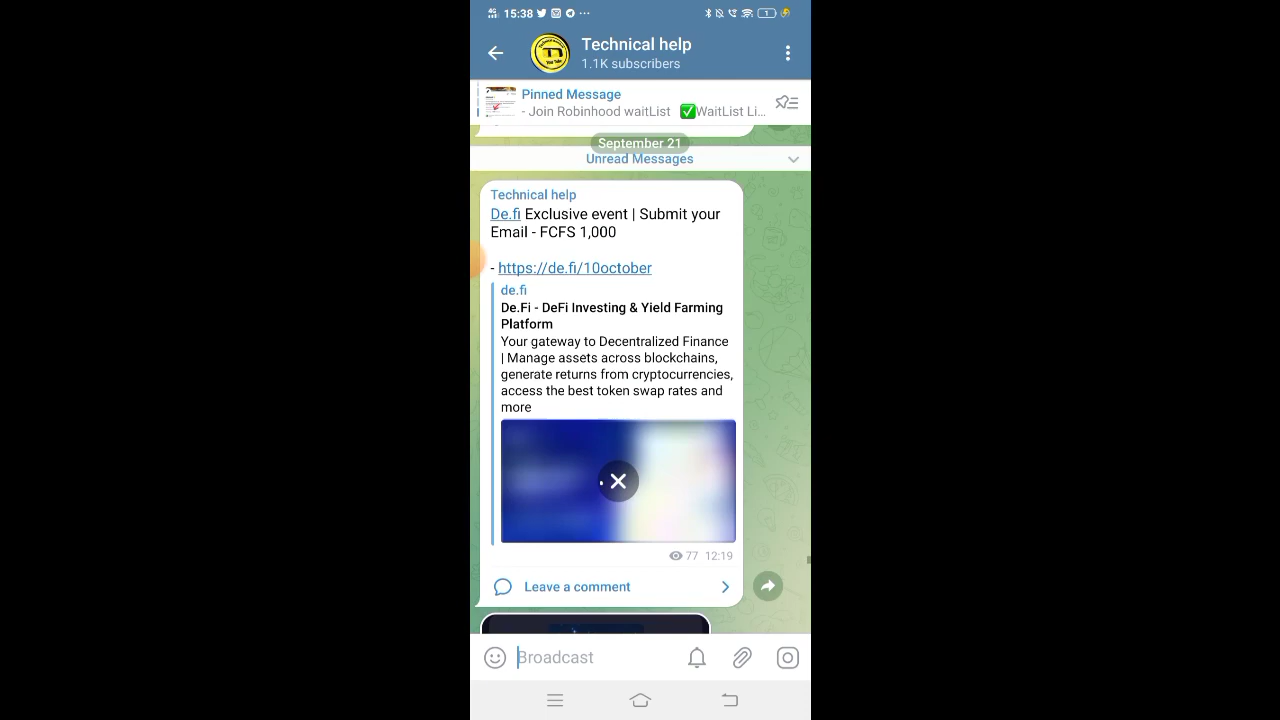 4G 15:38 ... 1
Technical help
1.1K subscribers
Pinned Message
- Join Robinhood waitList ✅WaitList Li...
September 21
Unread Messages
Technical help
De.fi Exclusive event | Submit your
Email - FCFS 1,000
- https://de.fi/10october
de.fi
De.Fi - DeFi Investing & Yield Farming
Platform
Your gateway to Decentralized Finance
| Manage assets across blockchains,
generate returns from cryptocurrencies,
access the best token swap rates and
more
77 12:19
Leave a comment
Broadcast